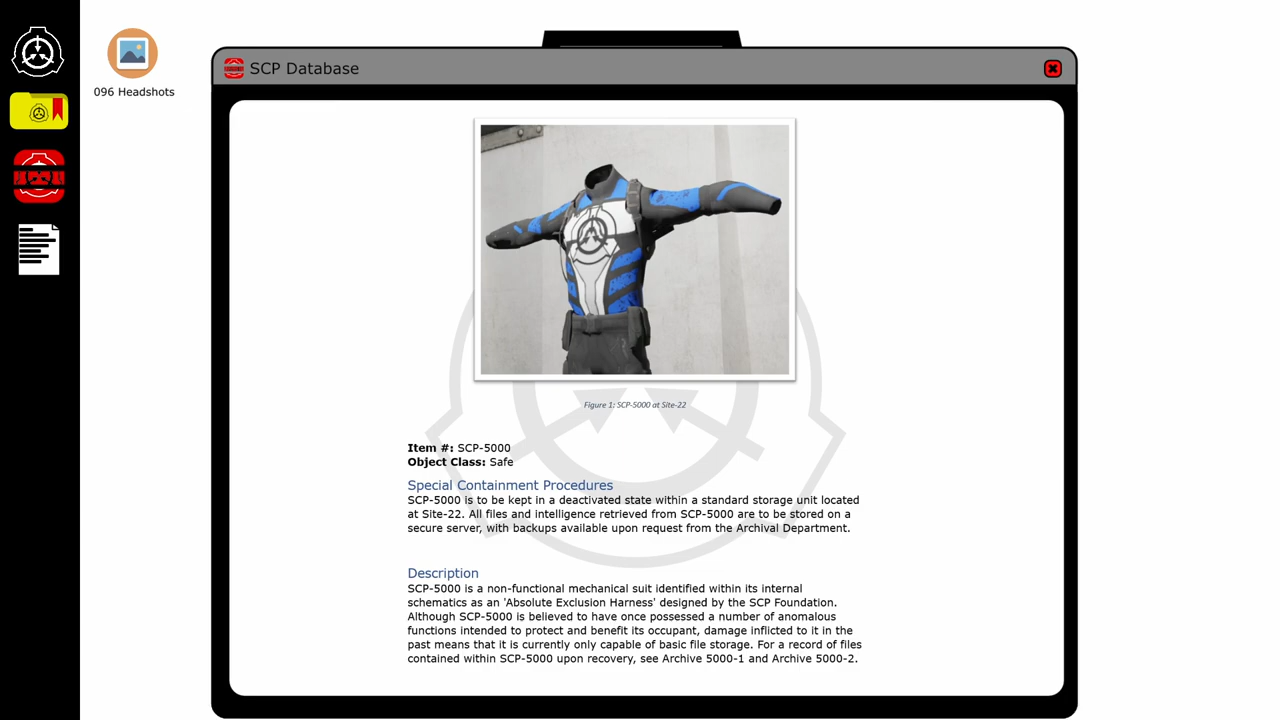 SCP Database
096 Headshots
Figure 1: SCP-5000 at Site-22
Item #: SCP-5000
Object Class: Safe
Special Containment Procedures
SCP-5000 is to be kept in a deactivated state within a standard storage unit located
at Site-22. All files and intelligence retrieved from SCP-5000 are to be stored on a
secure server, with backups available upon request from the Archival Department.
Description
SCP-5000 is a non-functional mechanical suit identified within its internal
schematics as an 'Absolute Exclusion Harness' designed by the SCP Foundation.
Although SCP-5000 is believed to have once possessed a number of anomalous
functions intended to protect and benefit its occupant, damage inflicted to it in the
past means that it is currently only capable of basic file storage. For a record of files
contained within SCP-5000 upon recovery, see Archive 5000-1 and Archive 5000-2.